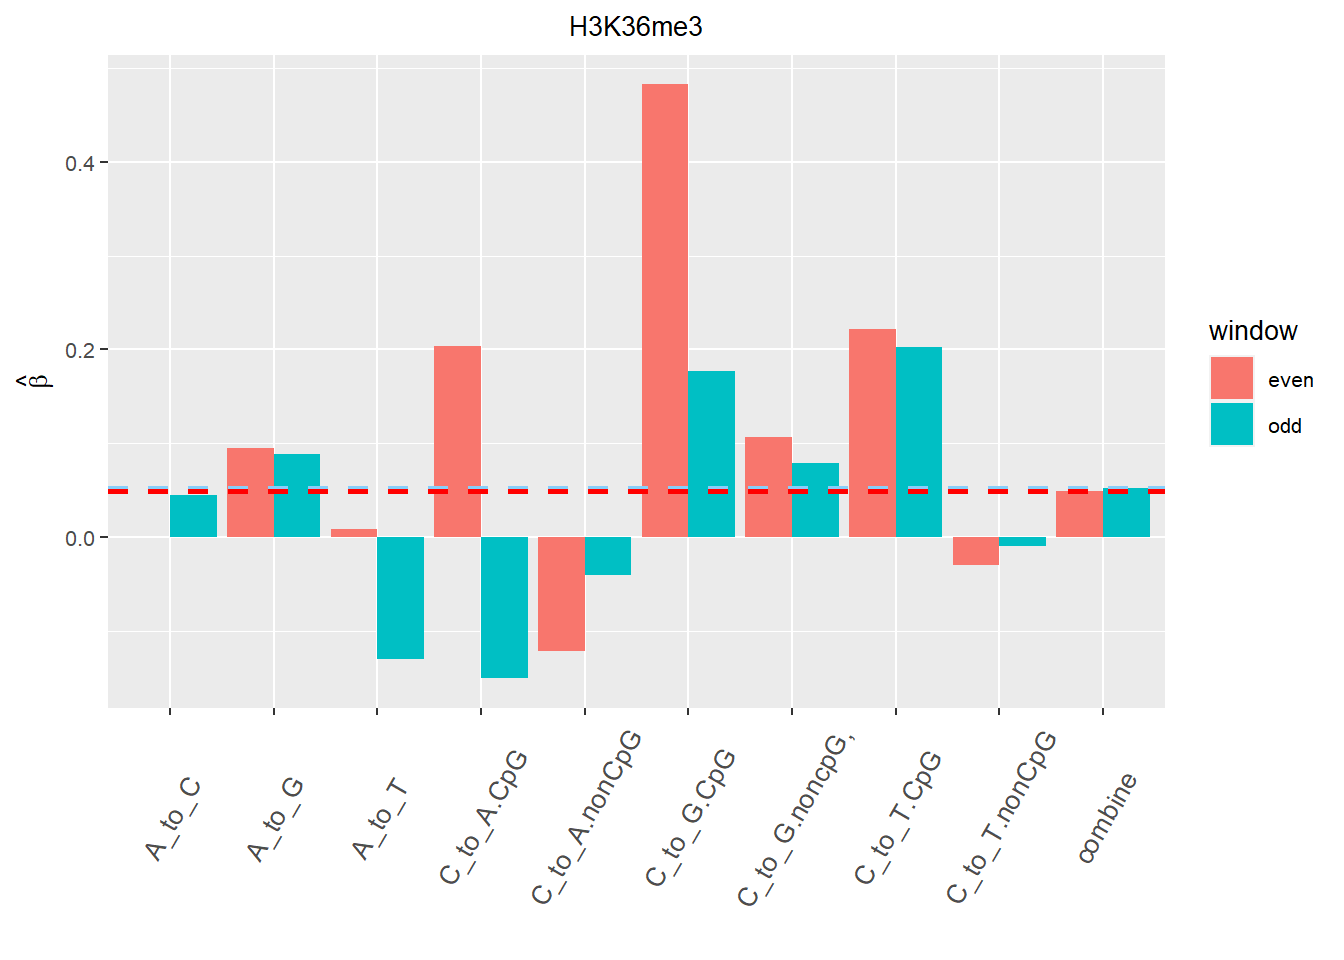 H3K36me3
0.4
0.2
0.0
β̂
A_to_C
A_to_G
A_to_T
C_to_A.CpG
C_to_A.nonCpG
C_to_G.CpG
C_to_G.noncpG,
C_to_T.CpG
C_to_T.nonCpG
combine
window
even
odd